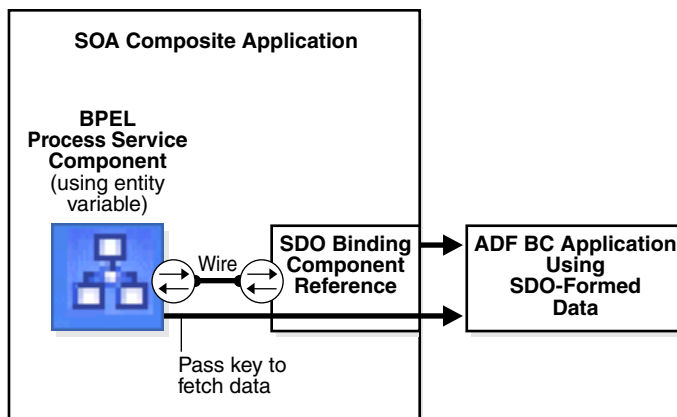 SOA Composite Application
BPEL
Process Service
Component
(using entity
variable)
Wire
SDO Binding
Component
Reference
ADF BC Application
Using
SDO-Formed
Data
Pass key to
fetch data